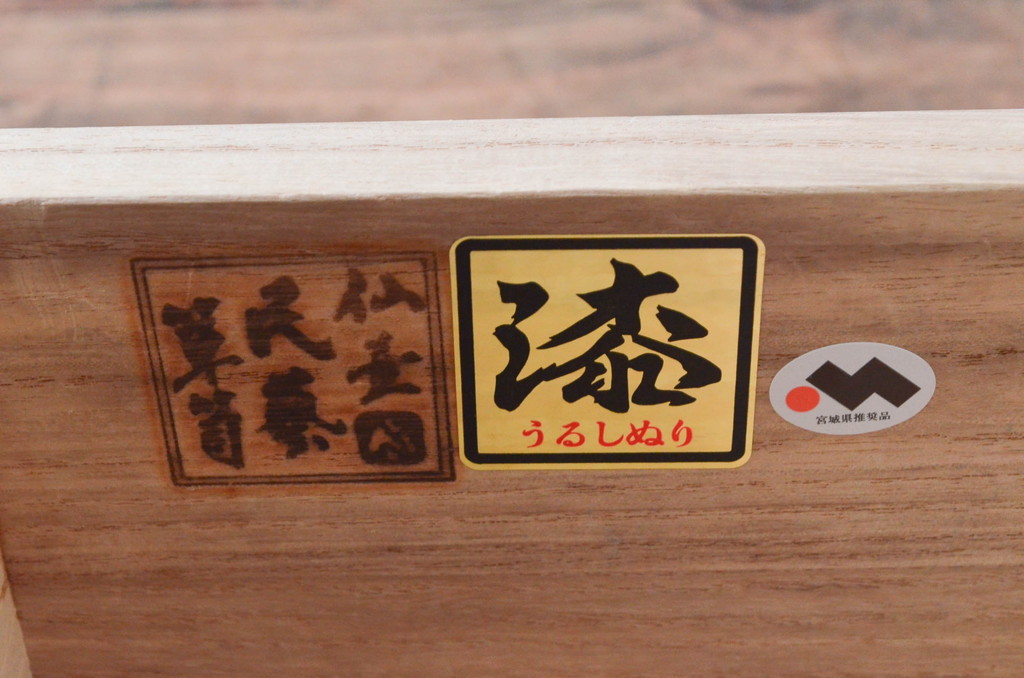 仙臺
民藝
箪笥
漆
うるしぬり
宮城県推奨品